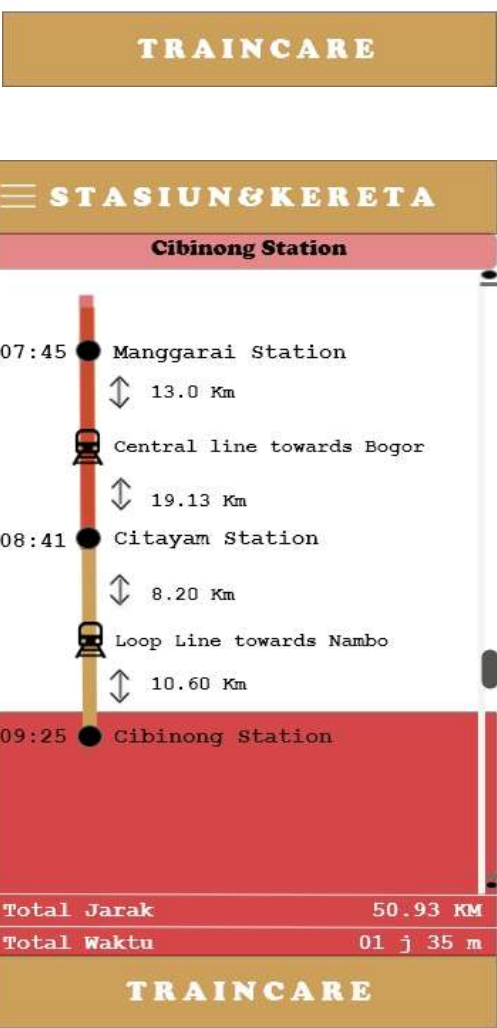 TRAINCARE
STASIUN&KERETA
Cibinong Station
07:45 Manggarai Station
13.0 Km
Central line towards Bogor
19.13 Km
08:41 Citayam Station
8.20 Km
Loop Line towards Nambo
10.60 Km
09:25 Cibinong Station
Total Jarak 50.93 KM
Total Waktu 01 j 35 m
TRAINCARE